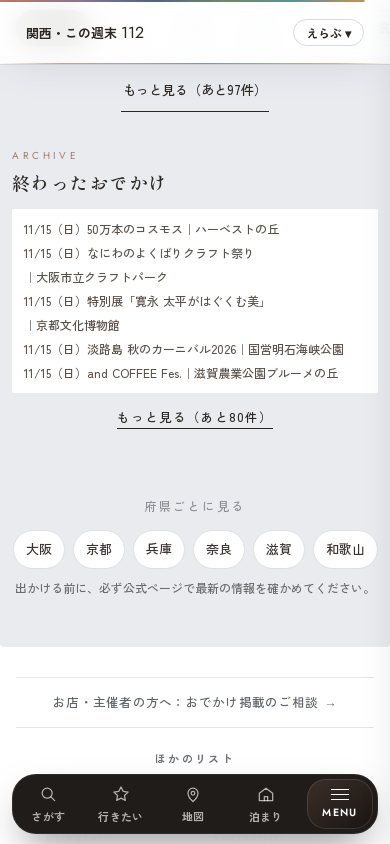 関西・この週末 112
えらぶ ▾
もっと見る（あと97件）
ARCHIVE
終わったおでかけ
11/15（日）50万本のコスモス｜ハーベストの丘
11/15（日）なにわのよくばりクラフト祭り
｜大阪市立クラフトパーク
11/15（日）特別展「寛永 太平がはぐくむ美」
｜京都文化博物館
11/15（日）淡路島 秋のカーニバル2026｜国営明石海峡公園
11/15（日）and COFFEE Fes.｜滋賀農業公園ブルーメの丘
もっと見る（あと80件）
府県ごとに見る
大阪 京都 兵庫 奈良 滋賀 和歌山
出かける前に、必ず公式ページで最新の情報を確かめてください。
お店・主催者の方へ：おでかけ掲載のご相談 →
ほかのリスト
さがす 行きたい 地図 泊まり MENU